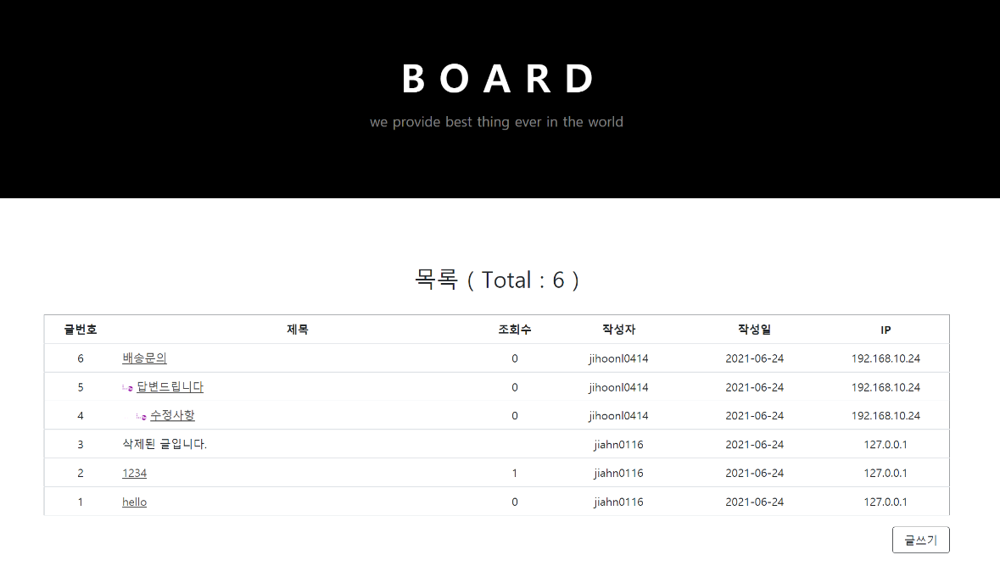 B O A R D
we provide best thing ever in the world
목록 ( Total : 6 )
글번호 제목 조회수 작성자 작성일 IP
6 배송문의 0 jihoonl0414 2021-06-24 192.168.10.24
5 답변드립니다 0 jihoonl0414 2021-06-24 192.168.10.24
4 수정사항 0 jihoonl0414 2021-06-24 192.168.10.24
3 삭제된 글입니다. jiahn0116 2021-06-24 127.0.0.1
2 1234 1 jiahn0116 2021-06-24 127.0.0.1
1 hello 0 jiahn0116 2021-06-24 127.0.0.1
글쓰기